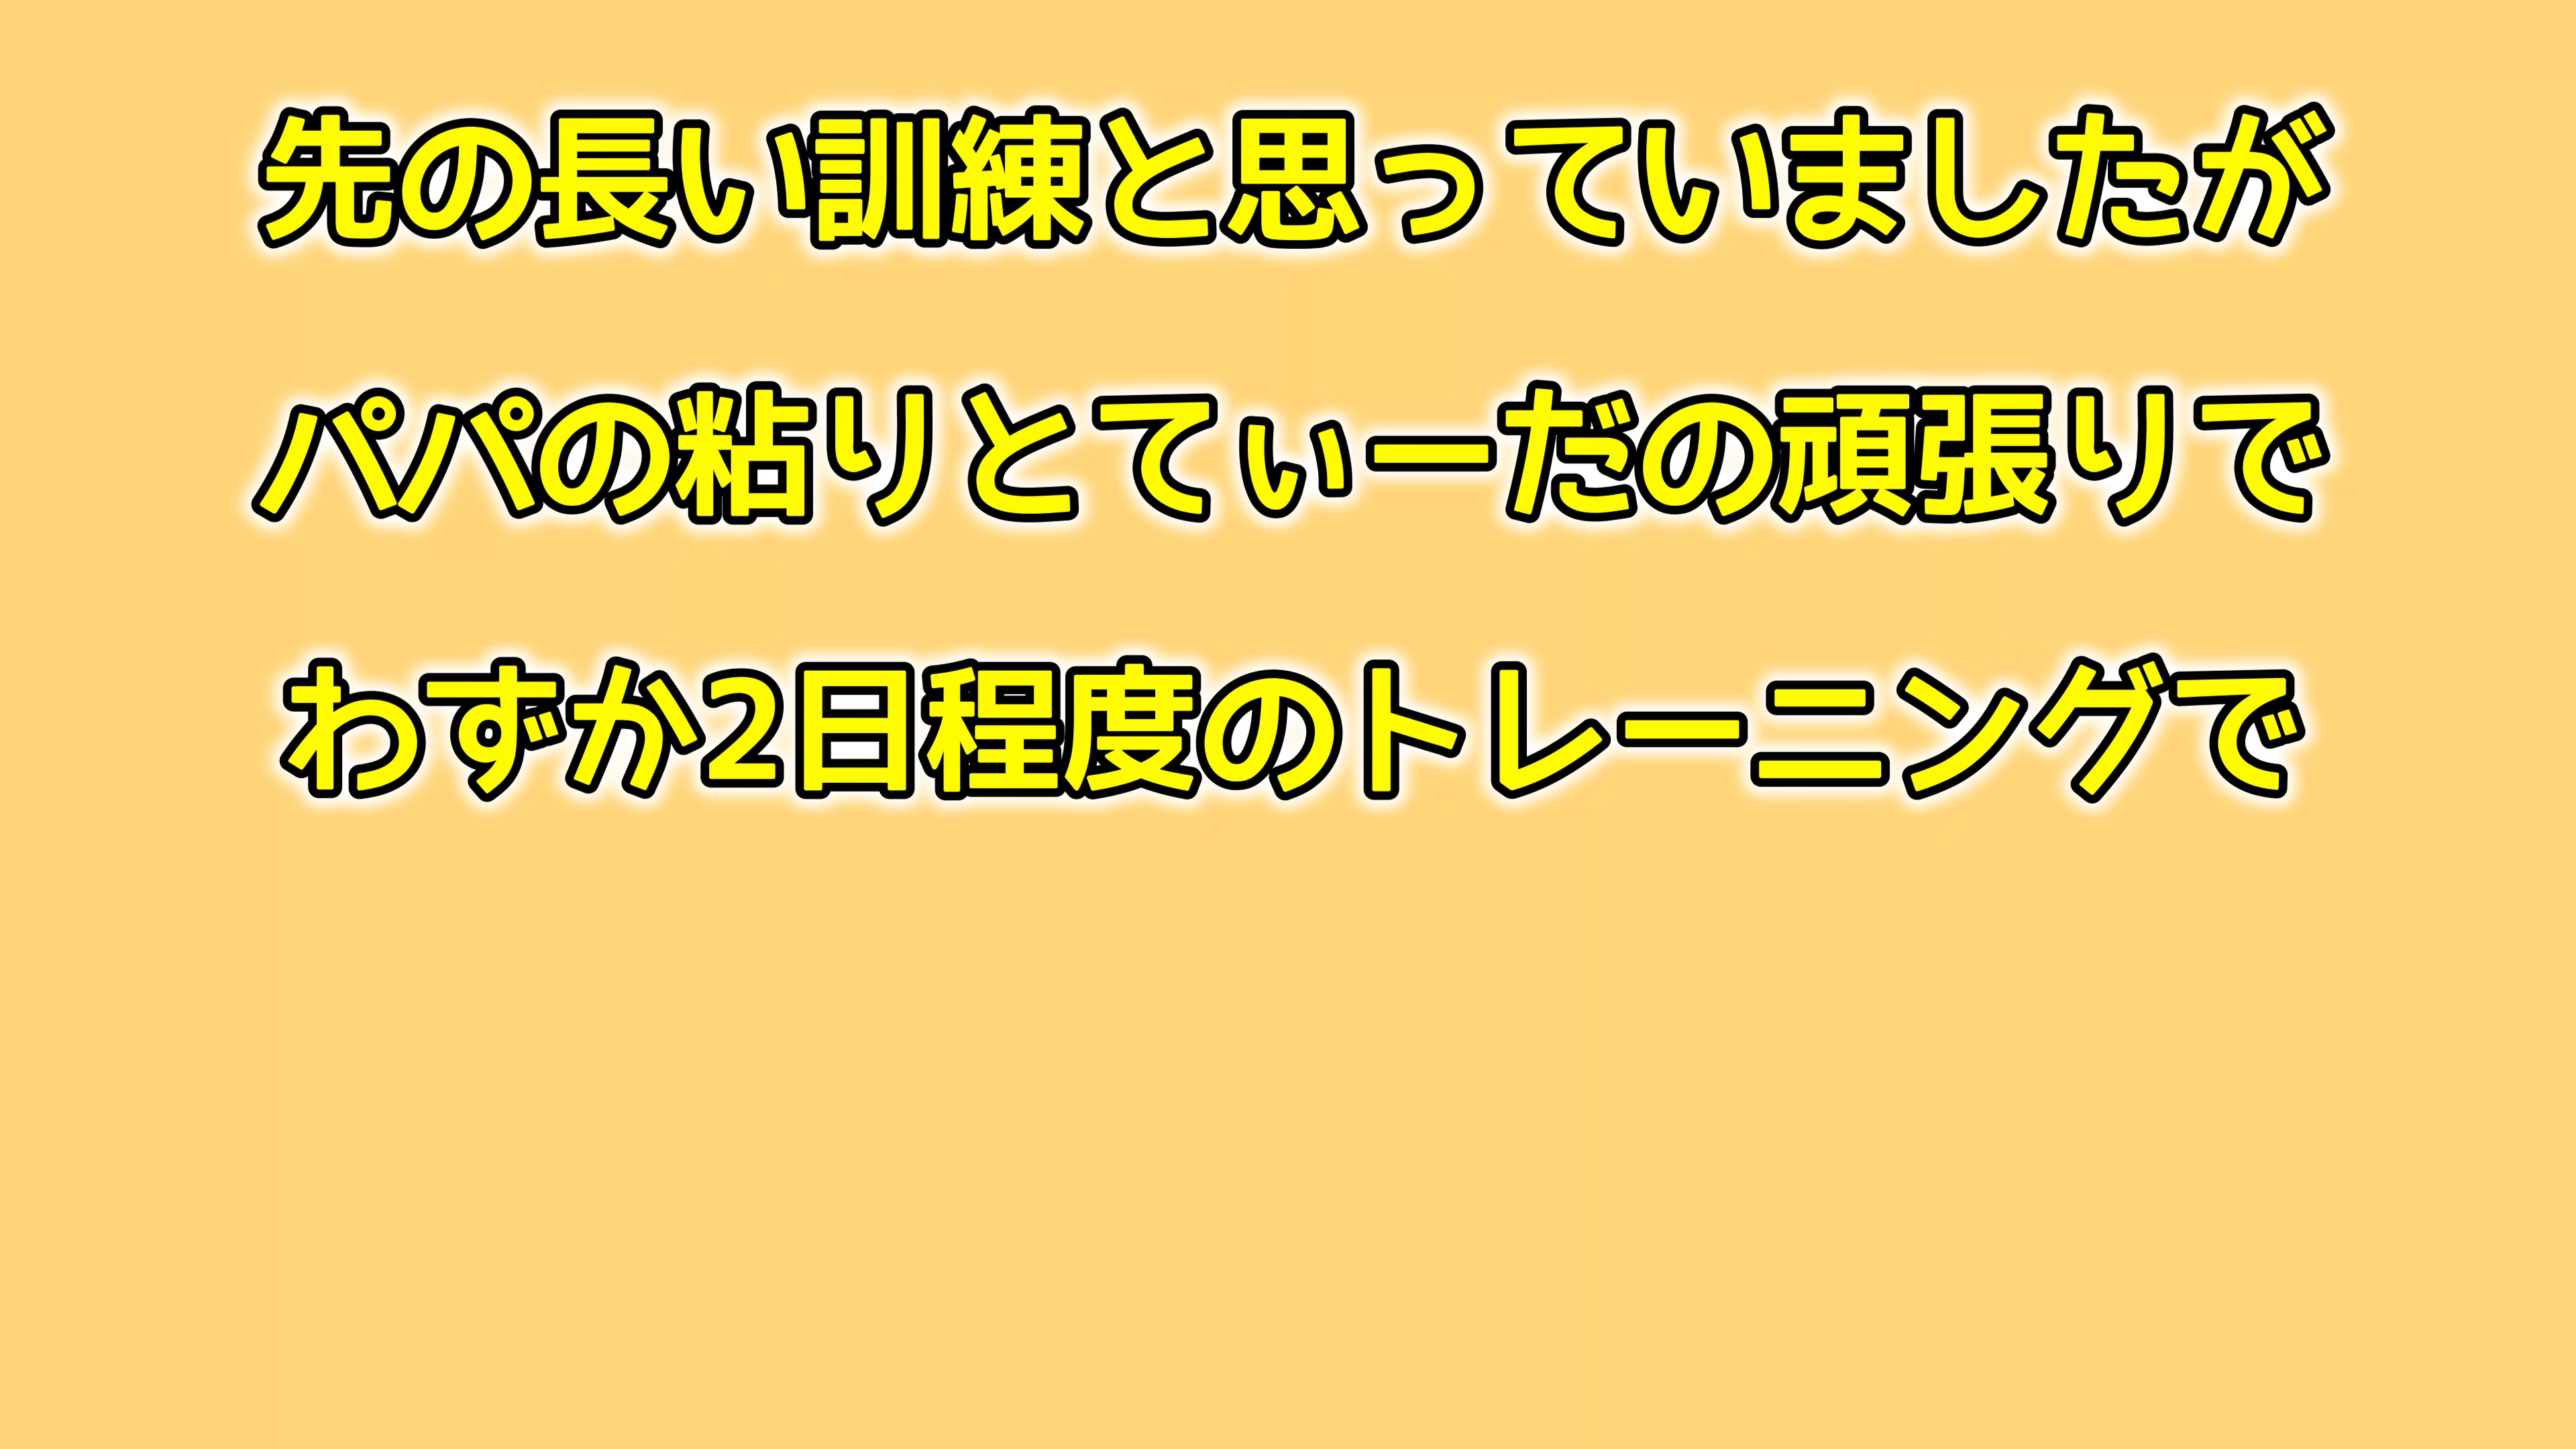 先の長い訓練と思っていましたが
パパの粘りとてぃーだの頑張りで
わずか2日程度のトレーニングで